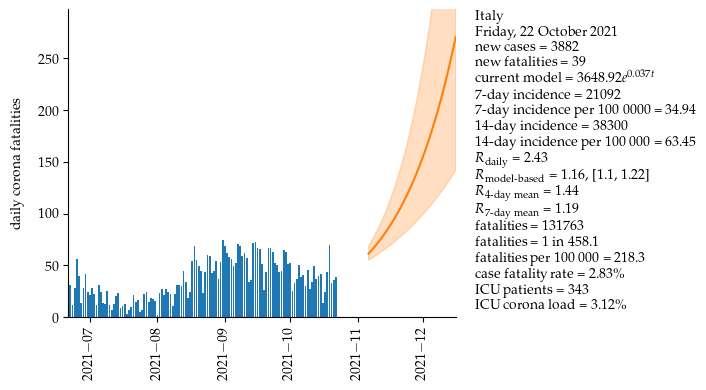 daily corona fatalities
250
200
150
100
50
0
2021−07
2021−08
2021−09
2021−10
2021−11
2021−12
Italy
Friday, 22 October 2021
new cases = 3882
new fatalities = 39
current model = 3648.92e^0.037t
7-day incidence = 21092
7-day incidence per 100 0000 = 34.94
14-day incidence = 38300
14-day incidence per 100 000 = 63.45
R_daily = 2.43
R_model-based = 1.16, [1.1, 1.22]
R_4-day mean = 1.44
R_7-day mean = 1.19
fatalities = 131763
fatalities = 1 in 458.1
fatalities per 100 000 = 218.3
case fatality rate = 2.83%
ICU patients = 343
ICU corona load = 3.12%